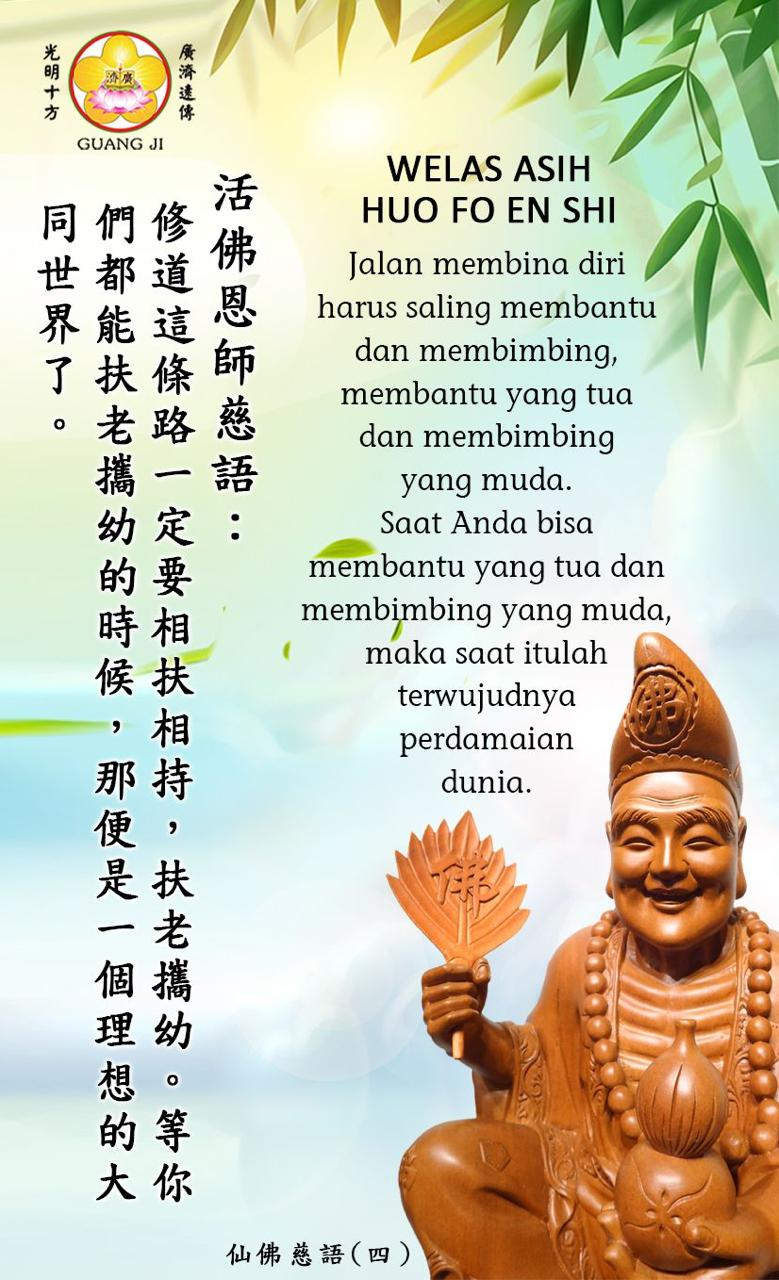 光明十方
廣濟遠傳
廣濟
GUANG JI
活佛恩師慈語：
修道這條路一定要相扶相持，扶老攜幼。等你
們都能扶老攜幼的時候，那便是一個理想的大
同世界了。
WELAS ASIH
HUO FO EN SHI
Jalan membina diri
harus saling membantu
dan membimbing,
membantu yang tua
dan membimbing
yang muda.
Saat Anda bisa
membantu yang tua dan
membimbing yang muda,
maka saat itulah
terwujudnya
perdamaian
dunia.
佛
佛
仙佛慈語(四)